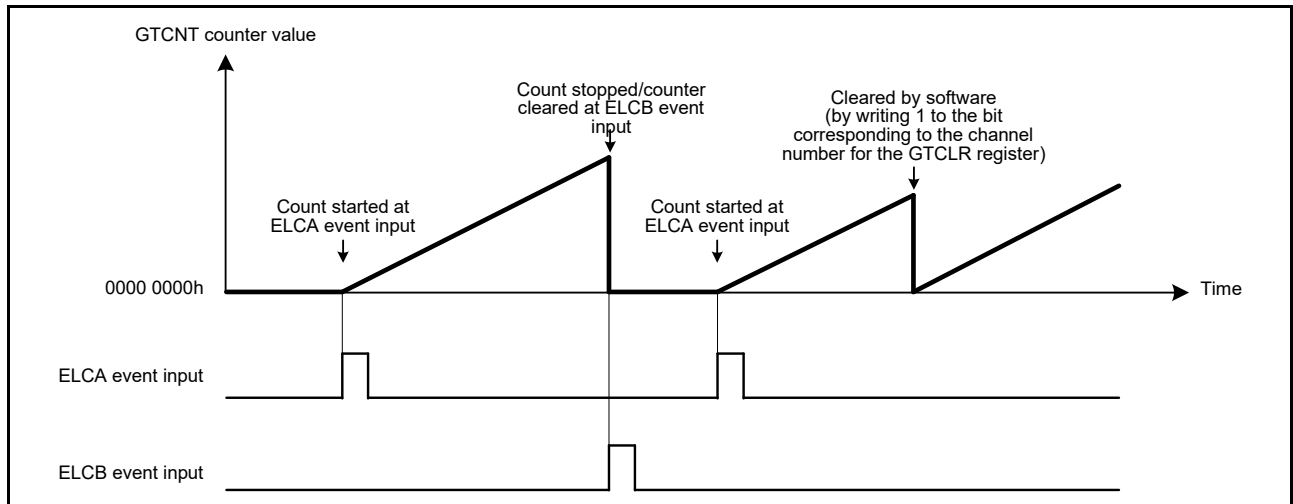 GTCNT counter value
Count stopped/counter
cleared at ELCB event
input
Cleared by software
(by writing 1 to the bit
corresponding to the channel
number for the GTCLR register)
Count started at
ELCA event input
Count started at
ELCA event input
0000 0000h
Time
ELCA event input
ELCB event input